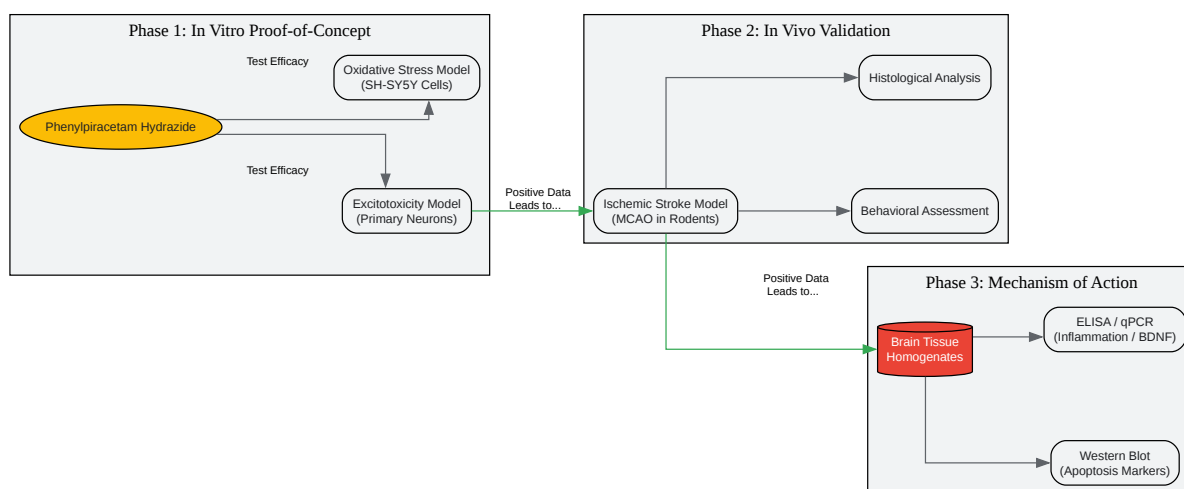 Phase 1: In Vitro Proof-of-Concept
Test Efficacy
Oxidative Stress Model
(SH-SY5Y Cells)
Phenylpiracetam Hydrazide
Test Efficacy
Excitotoxicity Model
(Primary Neurons)
Positive Data
Leads to...
Phase 2: In Vivo Validation
Histological Analysis
Ischemic Stroke Model
(MCAO in Rodents)
Behavioral Assessment
Positive Data
Leads to...
Phase 3: Mechanism of Action
Brain Tissue
Homogenates
ELISA / qPCR
(Inflammation / BDNF)
Western Blot
(Apoptosis Markers)